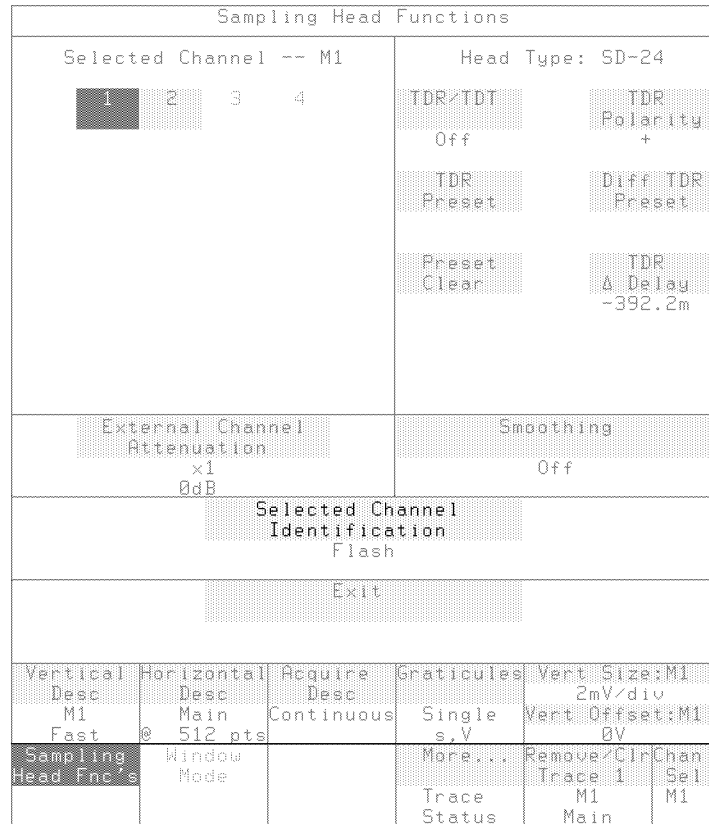 Sampling Head Functions
Selected Channel -- M1
Head Type: SD-24
1 2 3 4
TDR/TDT
Off
TDR
Polarity
+
TDR
Preset
Diff TDR
Preset
Preset
Clear
TDR
Δ Delay
-392.2m
External Channel
Attenuation
x1
0dB
Smoothing
Off
Selected Channel
Identification
Flash
Exit
Vertical
Desc
M1
Fast
Horizontal
Desc
Main
@ 512 pts
Acquire
Desc
Continuous
Graticules
Single
s,V
Vert Size:M1
2mV/div
Vert Offset:M1
0V
Sampling
Head Fnc's
Window
Mode
More...
Trace
Status
Remove/Clr
Trace 1
M1
Main
Chan
Sel
M1